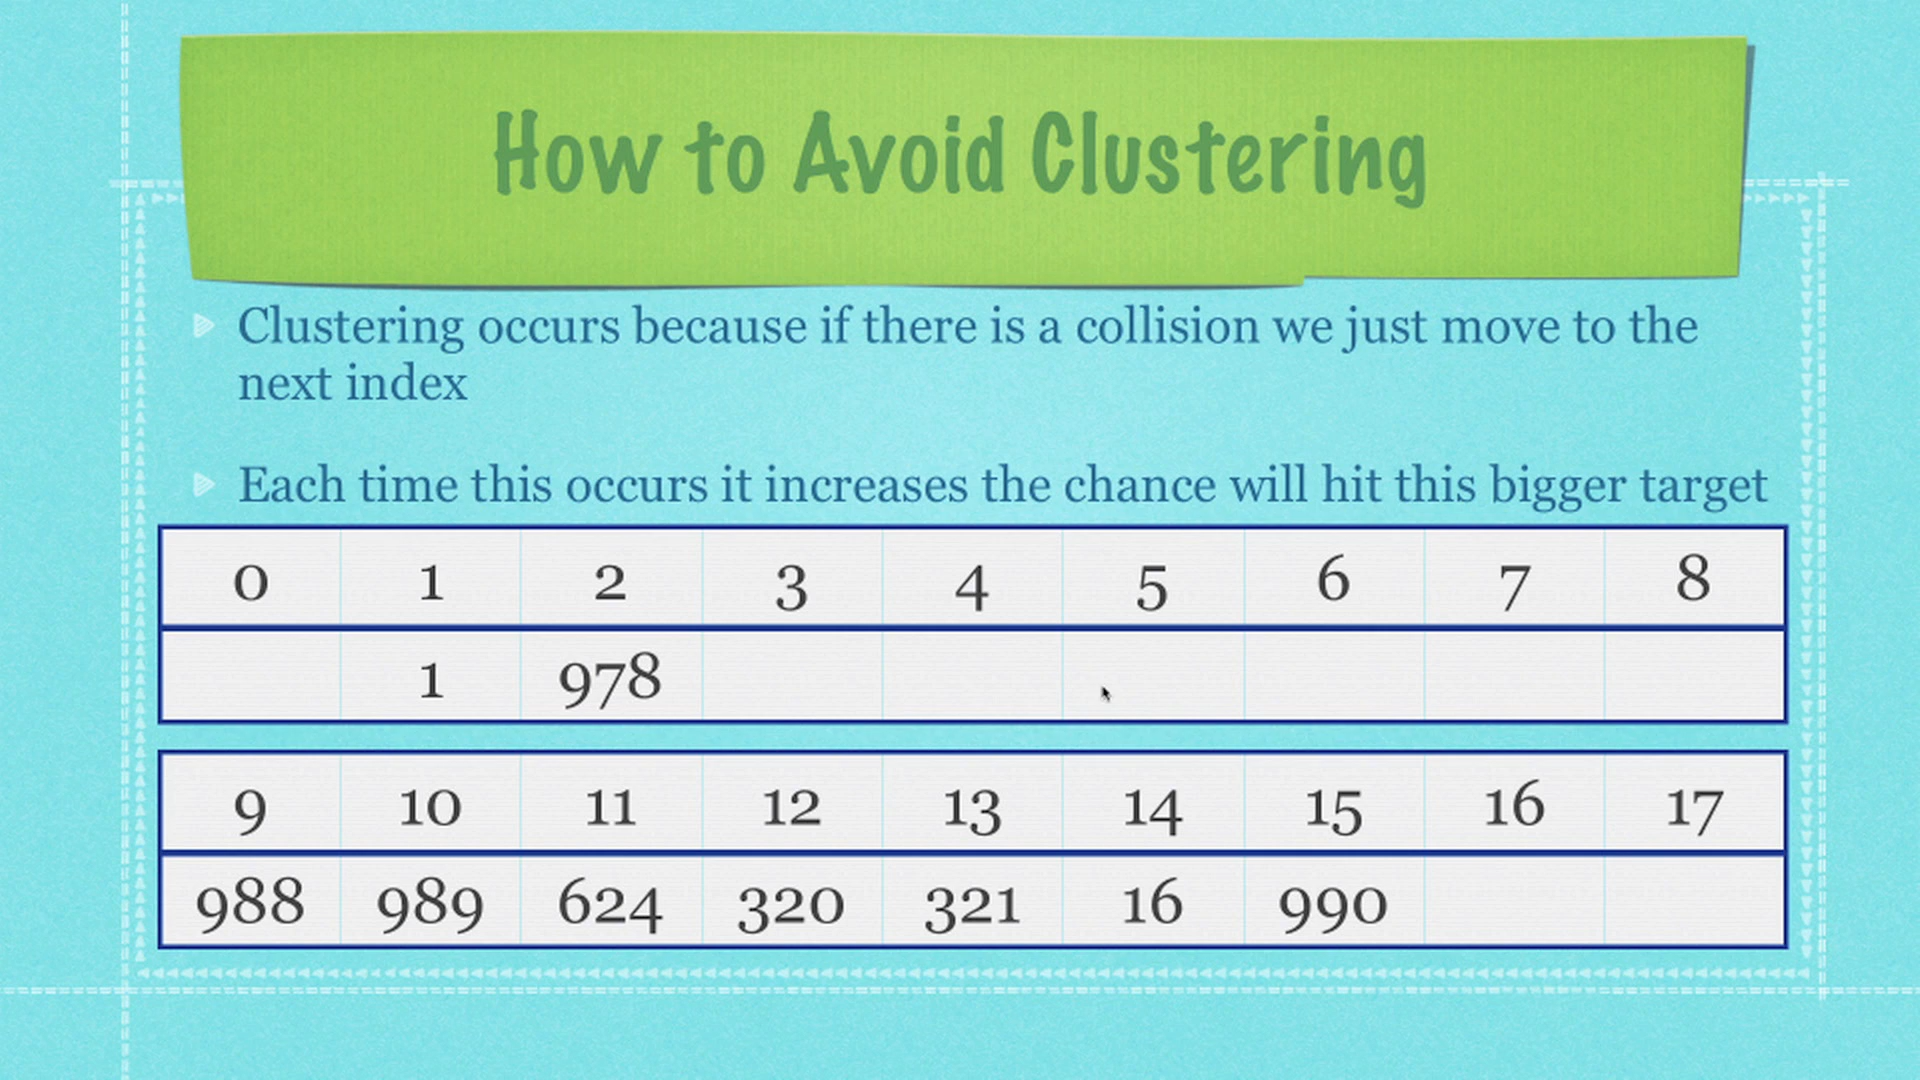 How to Avoid Clustering
Clustering occurs because if there is a collision we just move to the
next index
Each time this occurs it increases the chance will hit this bigger target
0 1 2 3 4 5 6 7 8
1 978
9 10 11 12 13 14 15 16 17
988 989 624 320 321 16 990